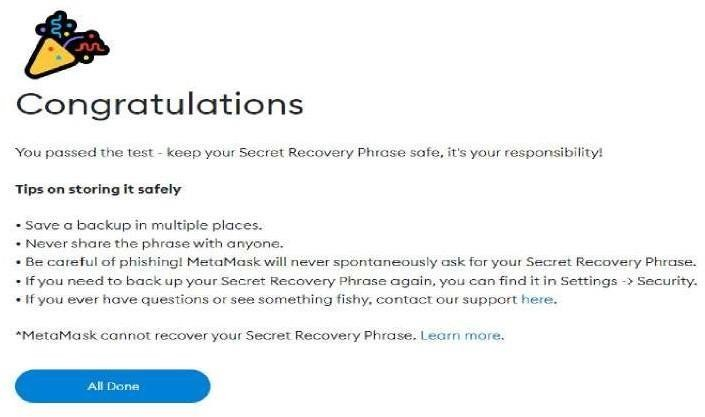 Congratulations
You passed the test - keep your Secret Recovery Phrase safe, it's your responsibility!
Tips on storing it safely
• Save a backup in multiple places.
• Never share the phrase with anyone.
• Be careful of phishing! MetaMask will never spontaneously ask for your Secret Recovery Phrase.
• If you need to back up your Secret Recovery Phrase again, you can find it in Settings -> Security.
• If you ever have questions or see something fishy, contact our support here.
*MetaMask cannot recover your Secret Recovery Phrase. Learn more.
All Done